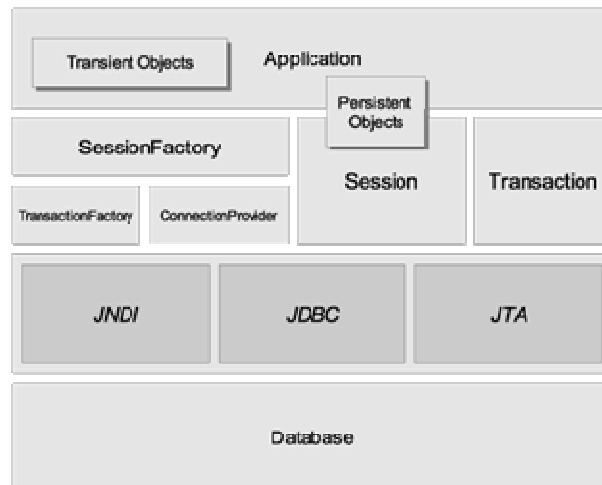 Transient Objects
Application
Persistent
Objects
SessionFactory
Session
Transaction
TransactionFactory
ConnectionProvider
JNDI
JDBC
JTA
Database